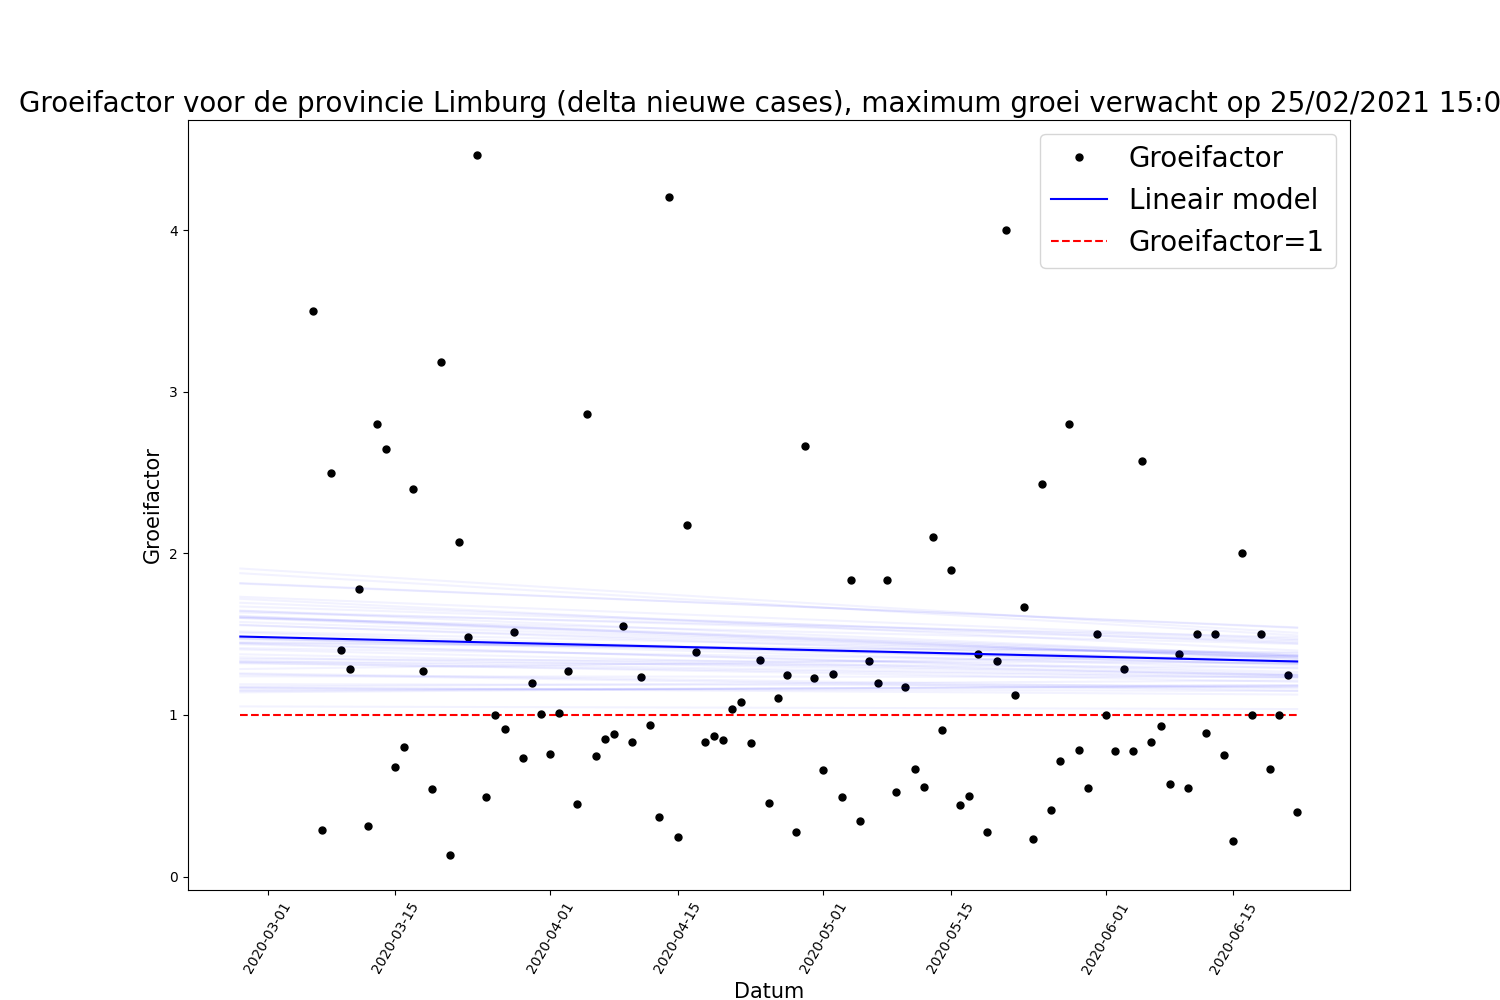 Groeifactor voor de provincie Limburg (delta nieuwe cases), maximum groei verwacht op 25/02/2021 15:0
Groeifactor
Lineair model
Groeifactor=1
Groeifactor
4
3
2
1
0
2020-03-01
2020-03-15
2020-04-01
2020-04-15
2020-05-01
2020-05-15
2020-06-01
2020-06-15
Datum